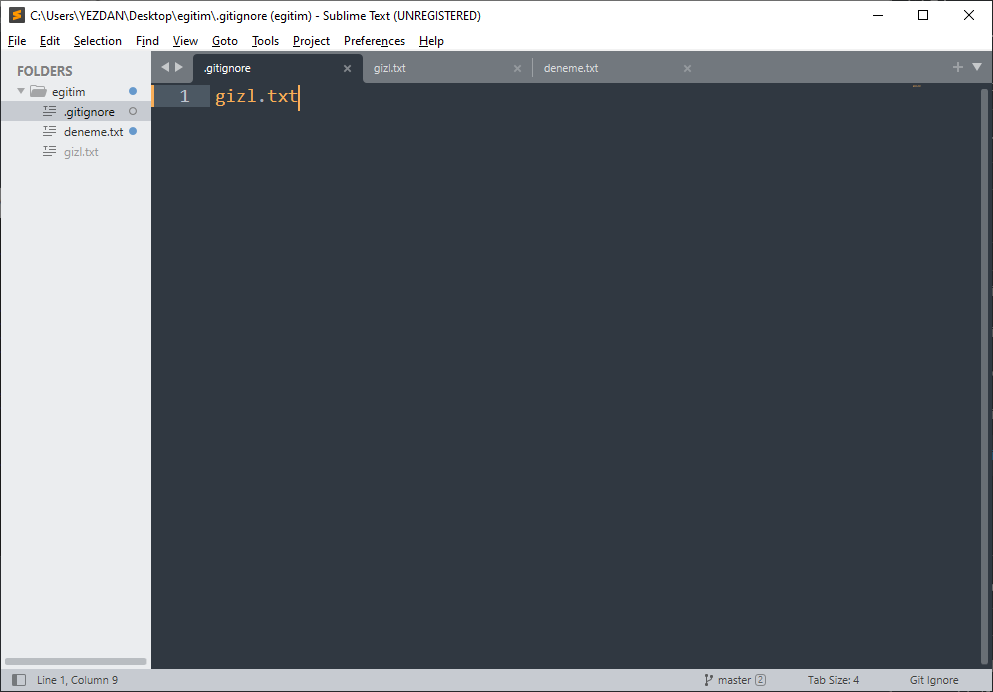 C:\Users\YEZDAN\Desktop\egitim\.gitignore (egitim) - Sublime Text (UNREGISTERED)
File Edit Selection Find View Goto Tools Project Preferences Help
FOLDERS
egitim
.gitignore
deneme.txt
gizl.txt
.gitignore gizl.txt deneme.txt
1 gizl.txt
Line 1, Column 9 master 2 Tab Size: 4 Git Ignore